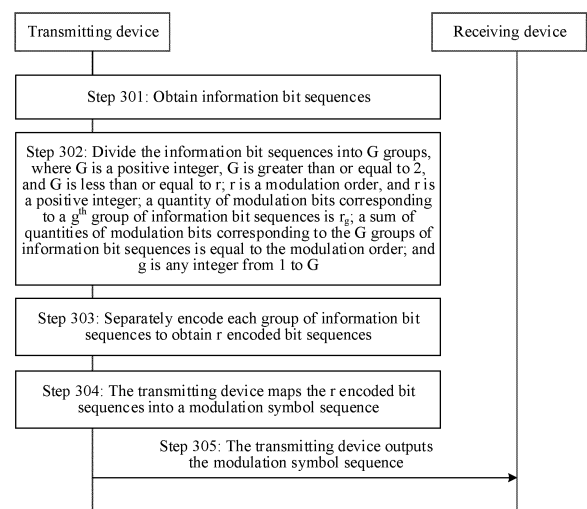 Transmitting device
Receiving device
Step 301: Obtain information bit sequences
Step 302: Divide the information bit sequences into G groups,
where G is a positive integer, G is greater than or equal to 2,
and G is less than or equal to r; r is a modulation order, and r is
a positive integer; a quantity of modulation bits corresponding
to a gth group of information bit sequences is rg; a sum of
quantities of modulation bits corresponding to the G groups of
information bit sequences is equal to the modulation order; and
g is any integer from 1 to G
Step 303: Separately encode each group of information bit
sequences to obtain r encoded bit sequences
Step 304: The transmitting device maps the r encoded bit
sequences into a modulation symbol sequence
Step 305: The transmitting device outputs
the modulation symbol sequence